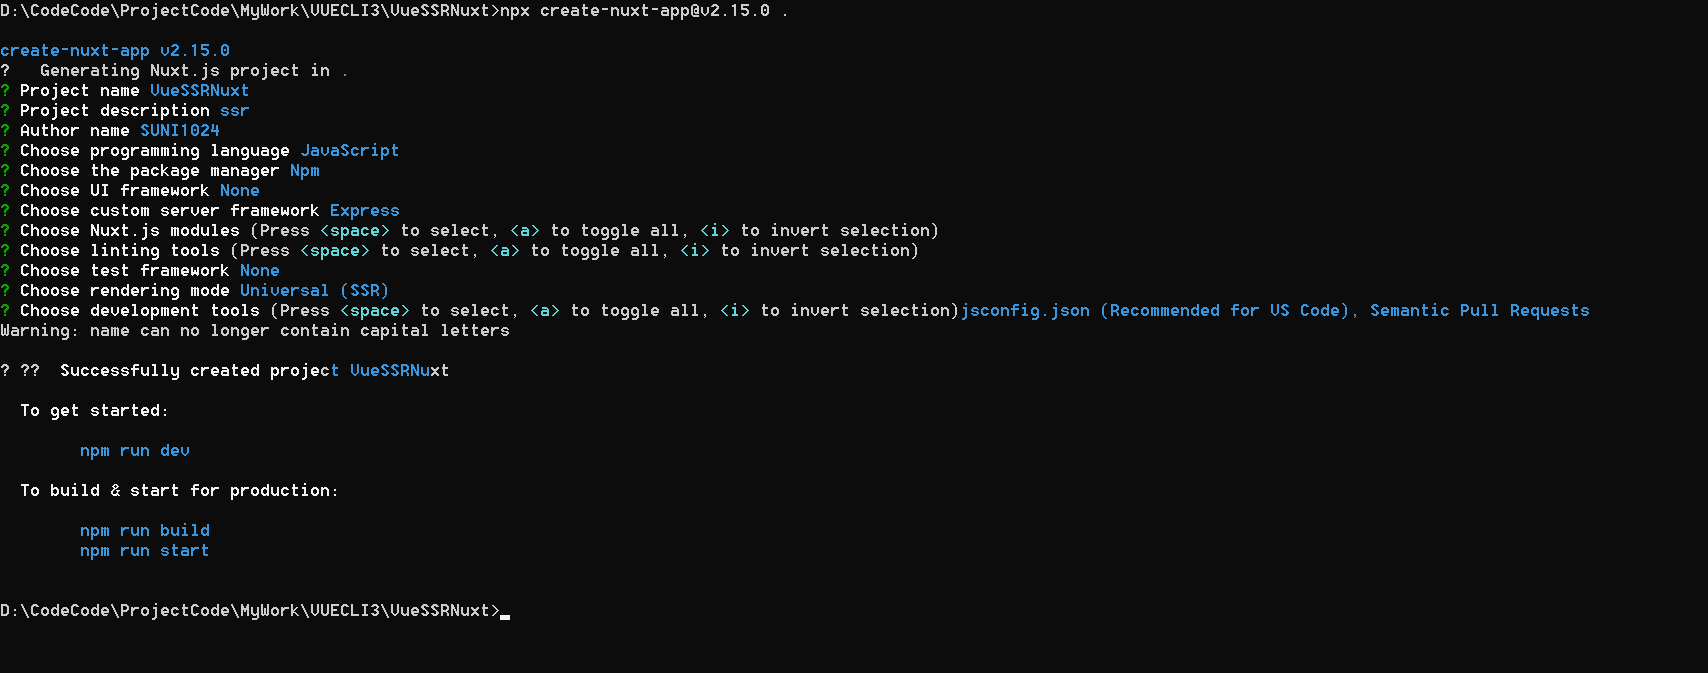 D:\CodeCode\ProjectCode\MyWork\VUECLI3\VueSSRNuxt>npx create-nuxt-app@v2.15.0 .
create-nuxt-app v2.15.0
?   Generating Nuxt.js project in .
? Project name VueSSRNuxt
? Project description ssr
? Author name SUNI1024
? Choose programming language JavaScript
? Choose the package manager Npm
? Choose UI framework None
? Choose custom server framework Express
? Choose Nuxt.js modules (Press <space> to select, <a> to toggle all, <i> to invert selection)
? Choose linting tools (Press <space> to select, <a> to toggle all, <i> to invert selection)
? Choose test framework None
? Choose rendering mode Universal (SSR)
? Choose development tools (Press <space> to select, <a> to toggle all, <i> to invert selection)jsconfig.json (Recommended for VS Code), Semantic Pull Requests
Warning: name can no longer contain capital letters
? ??  Successfully created project VueSSRNuxt
To get started:
npm run dev
To build & start for production:
npm run build
npm run start
D:\CodeCode\ProjectCode\MyWork\VUECLI3\VueSSRNuxt>